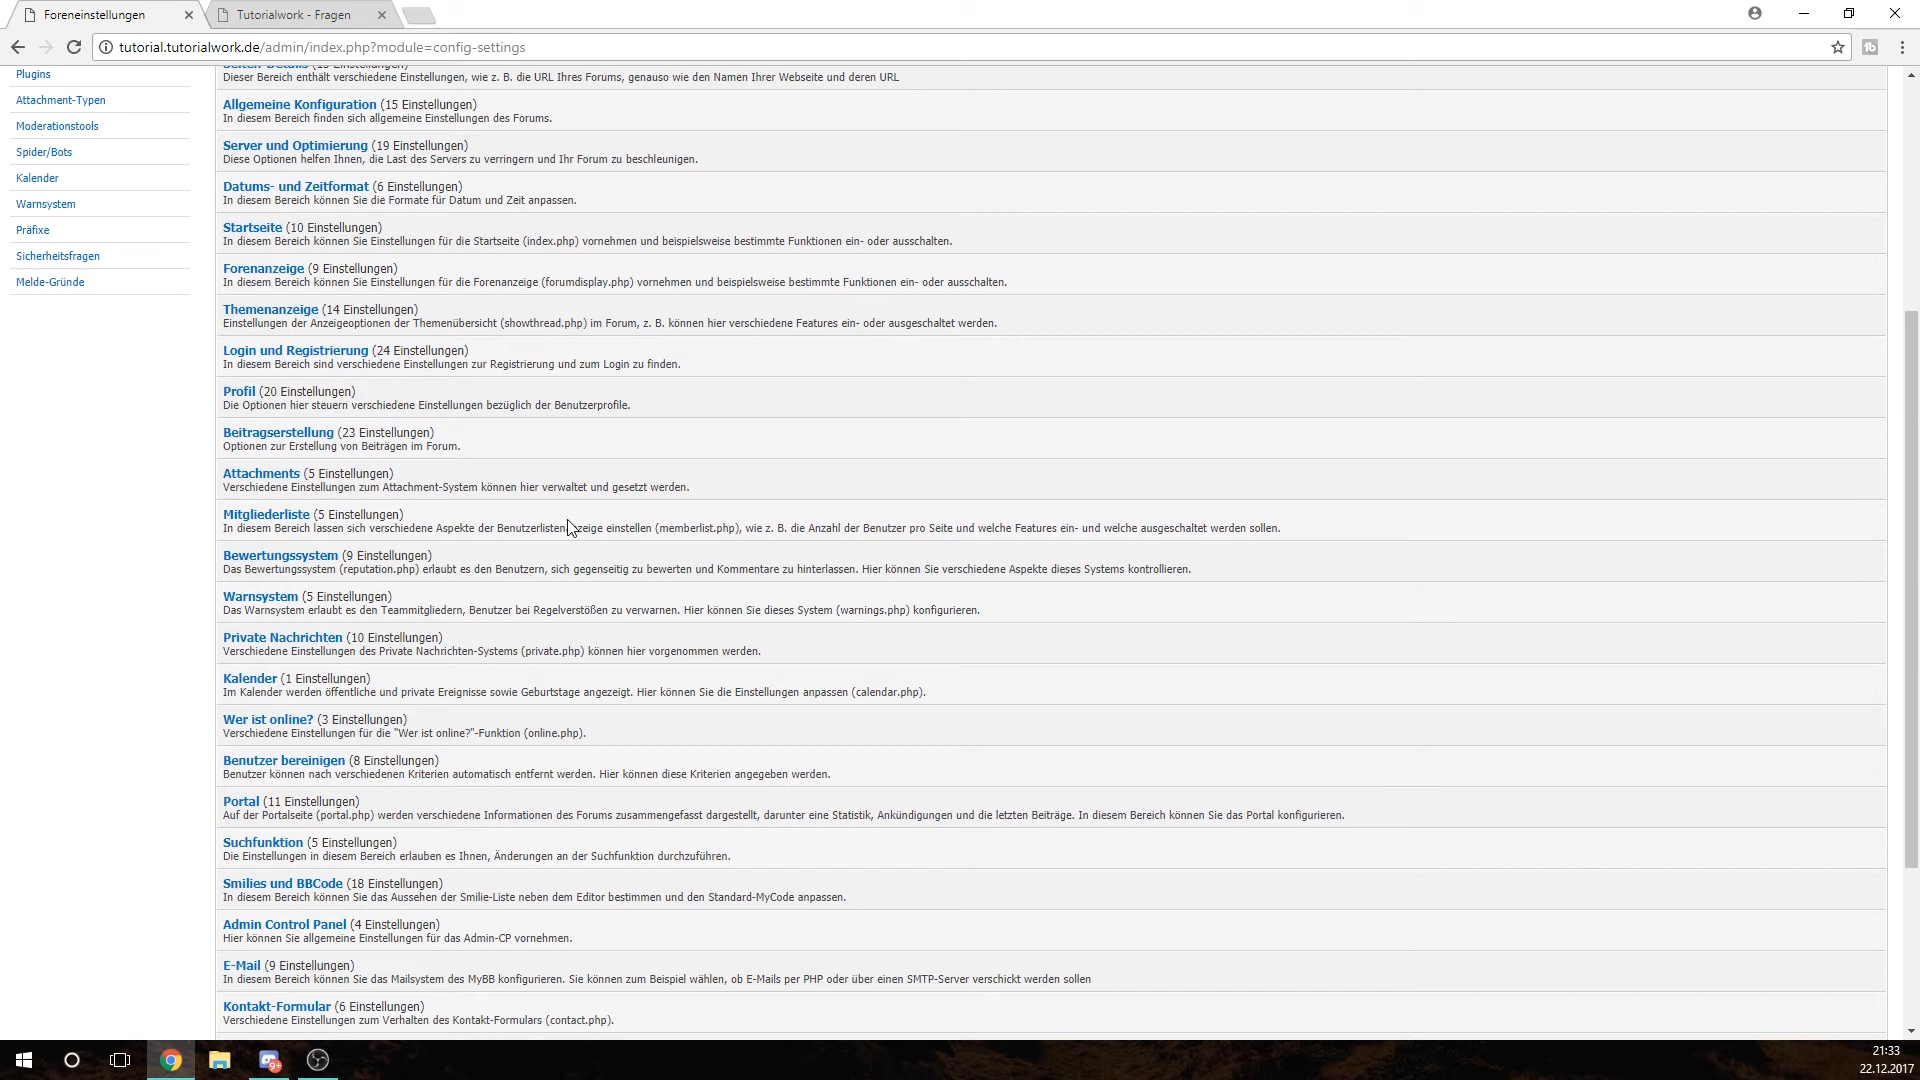 Foreneinstellungen
Tutorialwork - Fragen
tutorial.tutorialwork.de/admin/index.php?module=config-settings
Plugins
Attachment-Typen
Moderationstools
Spider/Bots
Kalender
Warnsystem
Präfixe
Sicherheitsfragen
Melde-Gründe
Dieser Bereich enthält verschiedene Einstellungen, wie z. B. die URL Ihres Forums, genauso wie den Namen Ihrer Webseite und deren URL
Allgemeine Konfiguration (15 Einstellungen)
In diesem Bereich finden sich allgemeine Einstellungen des Forums.
Server und Optimierung (19 Einstellungen)
Diese Optionen helfen Ihnen, die Last des Servers zu verringern und Ihr Forum zu beschleunigen.
Datums- und Zeitformat (6 Einstellungen)
In diesem Bereich können Sie die Formate für Datum und Zeit anpassen.
Startseite (10 Einstellungen)
In diesem Bereich können Sie Einstellungen für die Startseite (index.php) vornehmen und beispielsweise bestimmte Funktionen ein- oder ausschalten.
Forenanzeige (9 Einstellungen)
In diesem Bereich können Sie Einstellungen für die Forenanzeige (forumdisplay.php) vornehmen und beispielsweise bestimmte Funktionen ein- oder ausschalten.
Themenanzeige (14 Einstellungen)
Einstellungen der Anzeigeoptionen der Themenübersicht (showthread.php) im Forum, z. B. können hier verschiedene Features ein- oder ausgeschaltet werden.
Login und Registrierung (24 Einstellungen)
In diesem Bereich sind verschiedene Einstellungen zur Registrierung und zum Login zu finden.
Profil (20 Einstellungen)
Die Optionen hier steuern verschiedene Einstellungen bezüglich der Benutzerprofile.
Beitragserstellung (23 Einstellungen)
Optionen zur Erstellung von Beiträgen im Forum.
Attachments (5 Einstellungen)
Verschiedene Einstellungen zum Attachment-System können hier verwaltet und gesetzt werden.
Mitgliederliste (5 Einstellungen)
In diesem Bereich lassen sich verschiedene Aspekte der Benutzerlistenanzeige einstellen (memberlist.php), wie z. B. die Anzahl der Benutzer pro Seite und welche Features ein- und welche ausgeschaltet werden sollen.
Bewertungssystem (9 Einstellungen)
Das Bewertungssystem (reputation.php) erlaubt es den Benutzern, sich gegenseitig zu bewerten und Kommentare zu hinterlassen. Hier können Sie verschiedene Aspekte dieses Systems kontrollieren.
Warnsystem (5 Einstellungen)
Das Warnsystem erlaubt es den Teammitgliedern, Benutzer bei Regelverstößen zu verwarnen. Hier können Sie dieses System (warnings.php) konfigurieren.
Private Nachrichten (10 Einstellungen)
Verschiedene Einstellungen des Private Nachrichten-Systems (private.php) können hier vorgenommen werden.
Kalender (1 Einstellungen)
Im Kalender werden öffentliche und private Ereignisse sowie Geburtstage angezeigt. Hier können Sie die Einstellungen anpassen (calendar.php).
Wer ist online? (3 Einstellungen)
Verschiedene Einstellungen für die "Wer ist online?"-Funktion (online.php).
Benutzer bereinigen (8 Einstellungen)
Benutzer können nach verschiedenen Kriterien automatisch entfernt werden. Hier können diese Kriterien angegeben werden.
Portal (11 Einstellungen)
Auf der Portalseite (portal.php) werden verschiedene Informationen des Forums zusammengefasst dargestellt, darunter eine Statistik, Ankündigungen und die letzten Beiträge. In diesem Bereich können Sie das Portal konfigurieren.
Suchfunktion (5 Einstellungen)
Die Einstellungen in diesem Bereich erlauben es Ihnen, Änderungen an der Suchfunktion durchzuführen.
Smilies und BBCode (18 Einstellungen)
In diesem Bereich können Sie das Aussehen der Smilie-Liste neben dem Editor bestimmen und den Standard-MyCode anpassen.
Admin Control Panel (4 Einstellungen)
Hier können Sie allgemeine Einstellungen für das Admin-CP vornehmen.
E-Mail (9 Einstellungen)
In diesem Bereich können Sie das Mailsystem des MyBB konfigurieren. Sie können zum Beispiel wählen, ob E-Mails per PHP oder über einen SMTP-Server verschickt werden sollen
Kontakt-Formular (6 Einstellungen)
Verschiedene Einstellungen zum Verhalten des Kontakt-Formulars (contact.php).
9+
21:33
22.12.2017